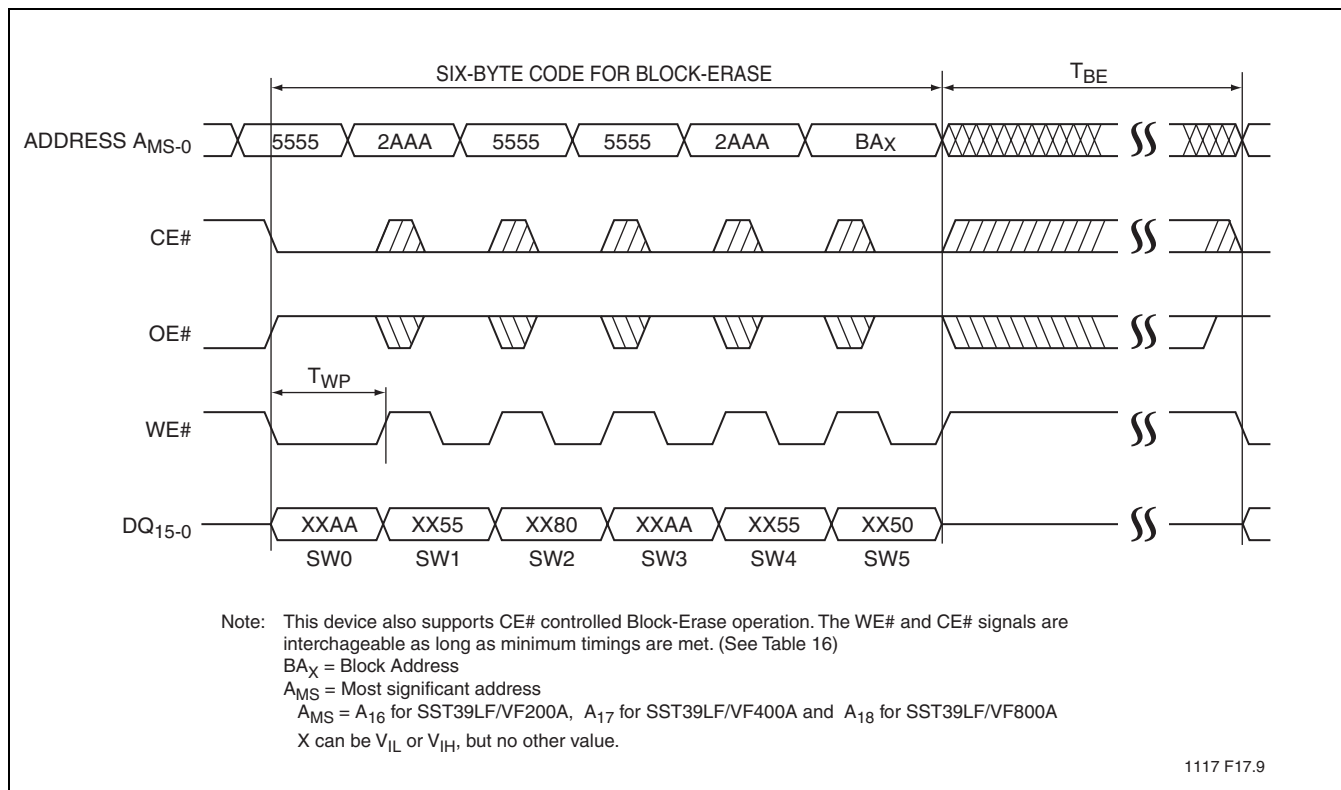 SIX-BYTE CODE FOR BLOCK-ERASE TBE
ADDRESS AMS-0 5555 2AAA 5555 5555 2AAA BAX
CE#
OE#
TWP
WE#
DQ15-0 XXAA XX55 XX80 XXAA XX55 XX50
SW0 SW1 SW2 SW3 SW4 SW5
Note: This device also supports CE# controlled Block-Erase operation. The WE# and CE# signals are
interchageable as long as minimum timings are met. (See Table 16)
BAX = Block Address
AMS = Most significant address
AMS = A16 for SST39LF/VF200A, A17 for SST39LF/VF400A and A18 for SST39LF/VF800A
X can be VIL or VIH, but no other value.
1117 F17.9